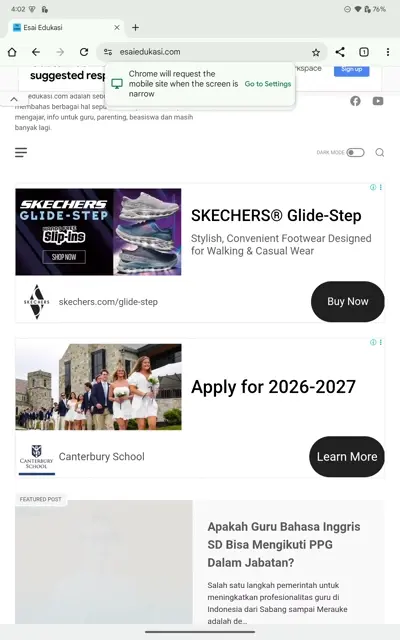 4:02
76%
Esai Edukasi
esaiedukasi.com
1
Chrome will request the
mobile site when the screen is
narrow
Go to Settings
suggested resp
Sign up
edukasi.com adalah
membahas berbagai hal
mengajar, info untuk guru, parenting, beasiswa dan masih
banyak lagi.
DARK MODE
SKECHERS
GLIDE-STEP
HANDS FREE
Slip-ins
SHOP NOW
SKECHERS® Glide-Step
Stylish, Convenient Footwear Designed
for Walking & Casual Wear
SKECHERS
skechers.com/glide-step
Buy Now
Apply for 2026-2027
CANTERBURY
SCHOOL
Canterbury School
Learn More
FEATURED POST
Apakah Guru Bahasa Inggris
SD Bisa Mengikuti PPG
Dalam Jabatan?
Salah satu langkah pemerintah untuk
meningkatkan profesionalitas guru di
Indonesia dari Sabang sampai Merauke
adalah de...